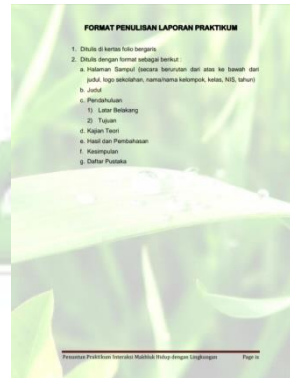 FORMAT PENULISAN LAPORAN PRAKTIKUM
1. Ditulis di kertas folio bergaris
2. Ditulis dengan format sebagai berikut :
a. Halaman Sampul (secara berurutan dari atas ke bawah dari
judul, logo sekolahan, nama/nama kelompok, kelas, NIS, tahun)
b. Judul
c. Pendahuluan
1) Latar Belakang
2) Tujuan
d. Kajian Teori
e. Hasil dan Pembahasan
f. Kesimpulan
g. Daftar Pustaka
Penuntun Praktikum Interaksi Makhluk Hidup dengan Lingkungan Page ix